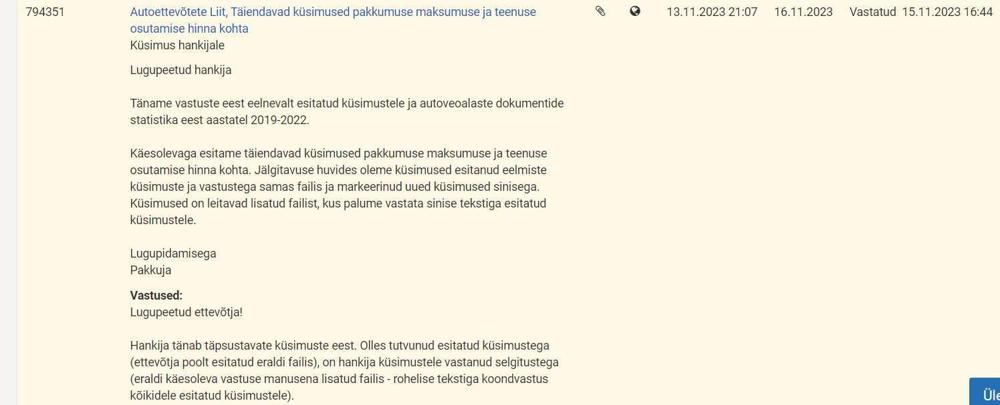 794351
Autoettevõtete Liit, Täiendavad küsimused pakkumuse maksumuse ja teenuse
osutamise hinna kohta
13.11.2023 21:07
16.11.2023
Vastatud
15.11.2023 16:44
Küsimus hankijale
Lugupeetud hankija
Täname vastuste eest eelnevalt esitatud küsimustele ja autoveoalaste dokumentide
statistika eest aastatel 2019-2022.
Käesolevaga esitame täiendavad küsimused pakkumuse maksumuse ja teenuse
osutamise hinna kohta. Jälgitavuse huvides oleme küsimused esitanud eelmiste
küsimuste ja vastustega samas failis ja markeerinud uued küsimused sinisega.
Küsimused on leitavad lisatud failist, kus palume vastata sinise tekstiga esitatud
küsimustele.
Lugupidamisega
Pakkuja
Vastused:
Lugupeetud ettevõtja!
Hankija tänab täpsustavate küsimuste eest. Olles tutvunud esitatud küsimustega
(ettevõtja poolt esitatud eraldi failis), on hankija küsimustele vastanud selgitustega
(eraldi käesoleva vastuse manusena lisatud failis - rohelise tekstiga koondvastus
kõikidele esitatud küsimustele).